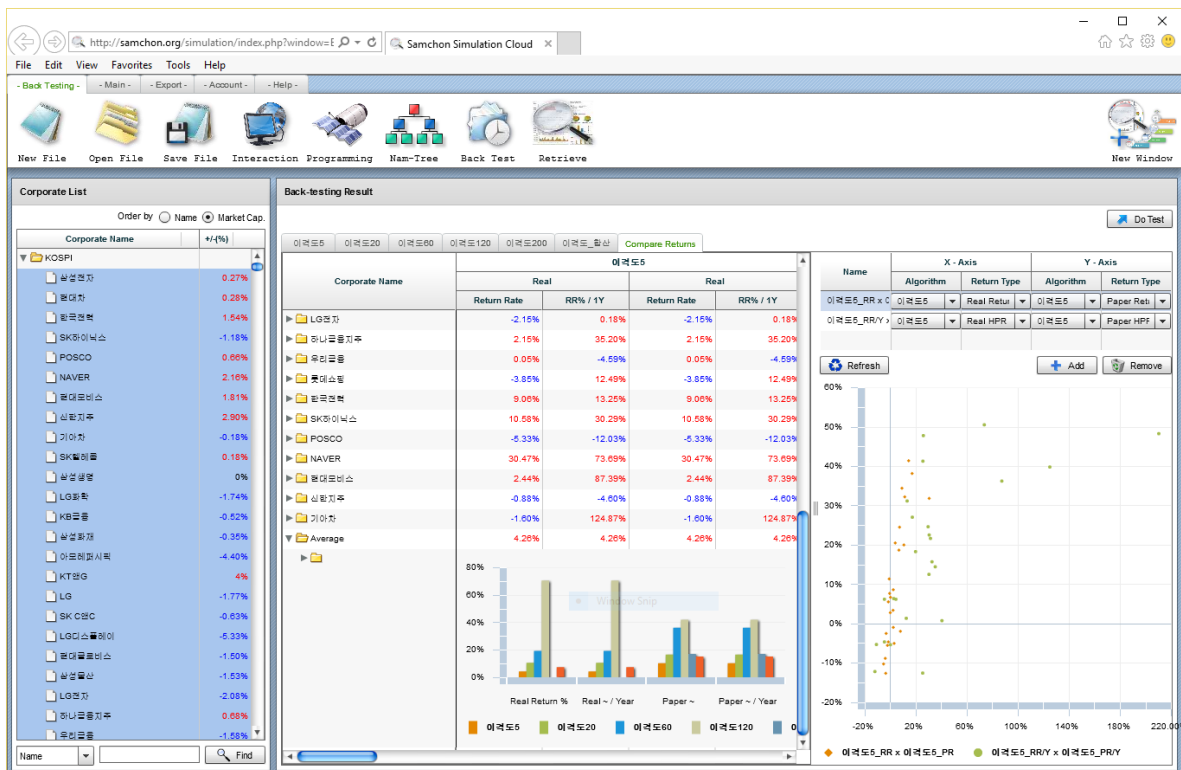 http://samchon.org/simulation/index.php?window=E
Samchon Simulation Cloud
File Edit View Favorites Tools Help
- Back Testing - - Main - - Export - - Account - - Help -
New File Open File Save File Interaction Programming Nam-Tree Back Test Retrieve New Window
Corporate List
Order by Name Market Cap.
Corporate Name +/-(%)
KOSPI
삼성전자 0.27%
현대차 0.28%
한국전력 1.54%
SK하이닉스 -1.18%
POSCO 0.66%
NAVER 2.16%
현대모비스 1.81%
신한지주 2.90%
기아차 -0.18%
SK텔레콤 0.18%
삼성생명 0%
LG화학 -1.74%
KB금융 -0.52%
삼성화재 -0.35%
아모레퍼시픽 -4.40%
KT&G 4%
LG -1.77%
SK C&C -0.63%
LG디스플레이 -5.33%
현대글로비스 -1.50%
삼성물산 -1.53%
LG전자 -2.08%
하나금융지주 0.68%
우리금융 -1.58%
Name Find
Back-testing Result
Do Test
이격도5 이격도20 이격도60 이격도120 이격도200 이격도_합산 Compare Returns
Corporate Name
이격도5
Real Real
Return Rate RR% / 1Y Return Rate RR% / 1Y
LG전자 -2.15% 0.18% -2.15% 0.18%
하나금융지주 2.15% 35.20% 2.15% 35.20%
우리금융 0.05% -4.59% 0.05% -4.59%
롯데쇼핑 -3.85% 12.49% -3.85% 12.49%
한국전력 9.06% 13.25% 9.06% 13.25%
SK하이닉스 10.58% 30.29% 10.58% 30.29%
POSCO -5.33% -12.03% -5.33% -12.03%
NAVER 30.47% 73.69% 30.47% 73.69%
현대모비스 2.44% 87.39% 2.44% 87.39%
신한지주 -0.88% -4.60% -0.88% -4.60%
기아차 -1.60% 124.87% -1.60% 124.87%
Average 4.26% 4.26% 4.26% 4.26%
80%
60%
40%
20%
0%
Window Snip
Real Return % Real ~ / Year Paper ~ Paper ~ / Year
이격도5 이격도20 이격도60 이격도120
Name X - Axis Y - Axis
Algorithm Return Type Algorithm Return Type
이격도5_RR x 이격도5 Real Retur 이격도5 Paper Ret
이격도5_RR/Y 이격도5 Real HPR 이격도5 Paper HPF
Refresh Add Remove
60%
50%
40%
30%
20%
10%
0%
-10%
-20%
-20% 20% 60% 100% 140% 180% 220.00
이격도5_RR x 이격도5_PR 이격도5_RR/Y x 이격도5_PR/Y